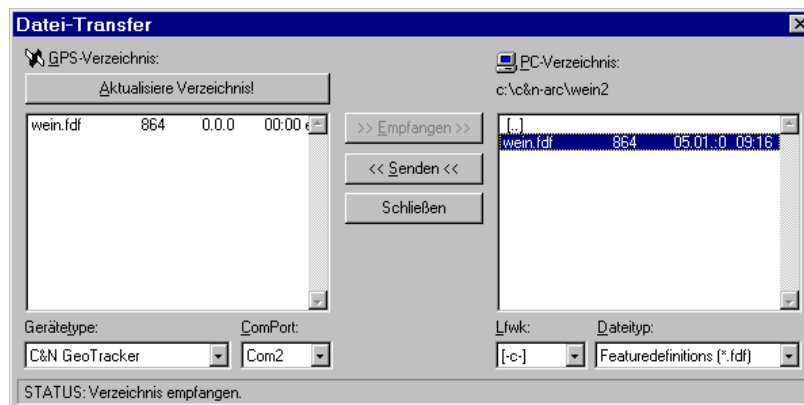 Datei-Transfer
GPS-Verzeichnis:
Aktualisiere Verzeichnis!
wein.fdf 864 0.0.0 00:00 e
>> Empfangen >>
<< Senden <<
Schließen
PC-Verzeichnis:
c:\c&n-arc\wein2
[..]
wein.fdf 864 05.01.:0 09:16
Gerätetype:
ComPort:
C&N GeoTracker
Com2
Lfwk:
Dateityp:
[-c-]
Featuredefinitions (*.fdf)
STATUS: Verzeichnis empfangen.